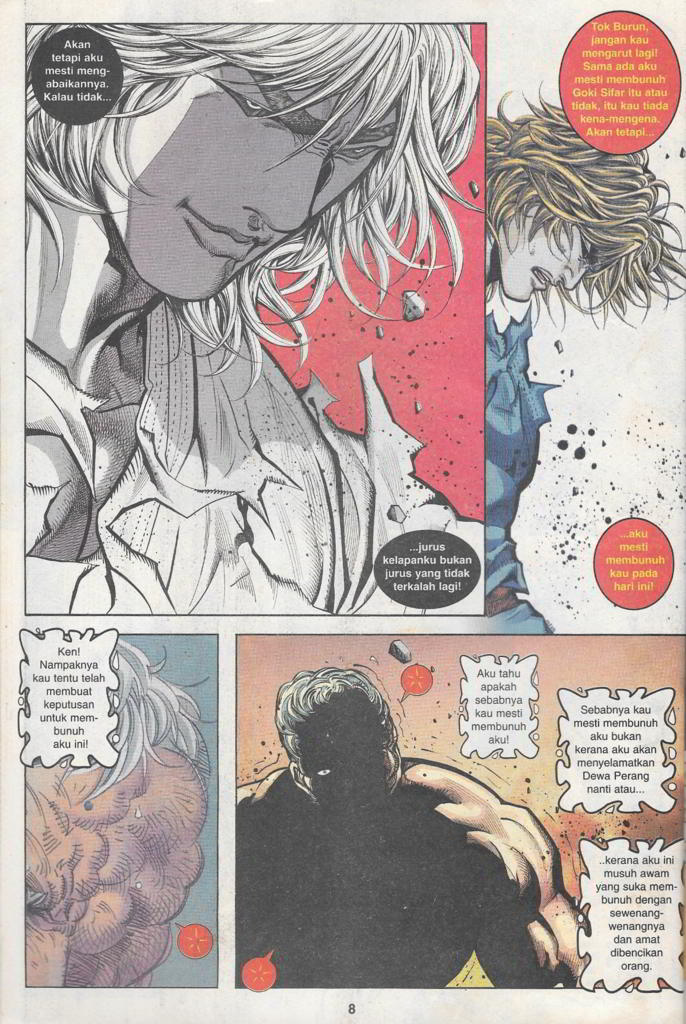 Akan
tetapi aku
mesti meng-
abaikannya.
Kalau tidak...
...jurus
kelapanku bukan
jurus yang tidak
terkalah lagi!
Tok Burun,
jangan kau
mengarut lagi!
Sama ada aku
mesti membunuh
Goki Sifar itu atau
tidak, itu kau tiada
kena-mengena.
Akan tetapi...
...aku
mesti
membunuh
kau pada
hari ini!
Ken!
Nampaknya
kau tentu telah
membuat
keputusan
untuk mem-
bunuh
aku ini!
Aku tahu
apakah
sebabnya
kau mesti
membunuh
aku!
Sebabnya kau
mesti membunuh
aku bukan
kerana aku akan
menyelamatkan
Dewa Perang
nanti atau...
..kerana aku ini
musuh awam
yang suka mem-
bunuh dengan
sewenang-
wenangnya
dan amat
dibencikan
orang.
8